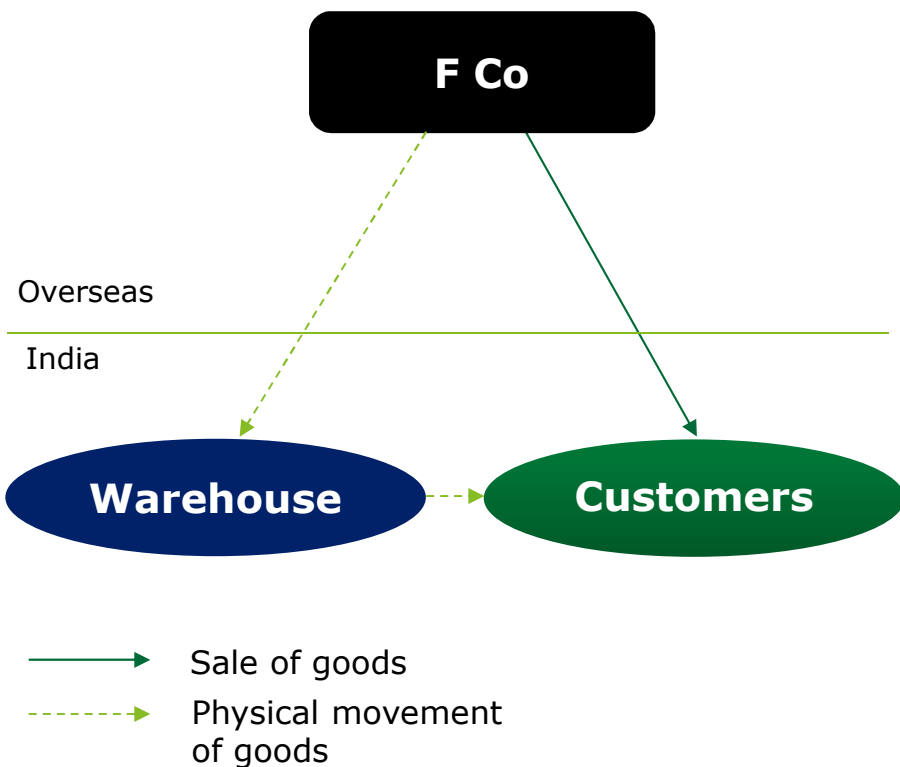 F Co
Overseas
India
Warehouse
Customers
Sale of goods
Physical movement
of goods